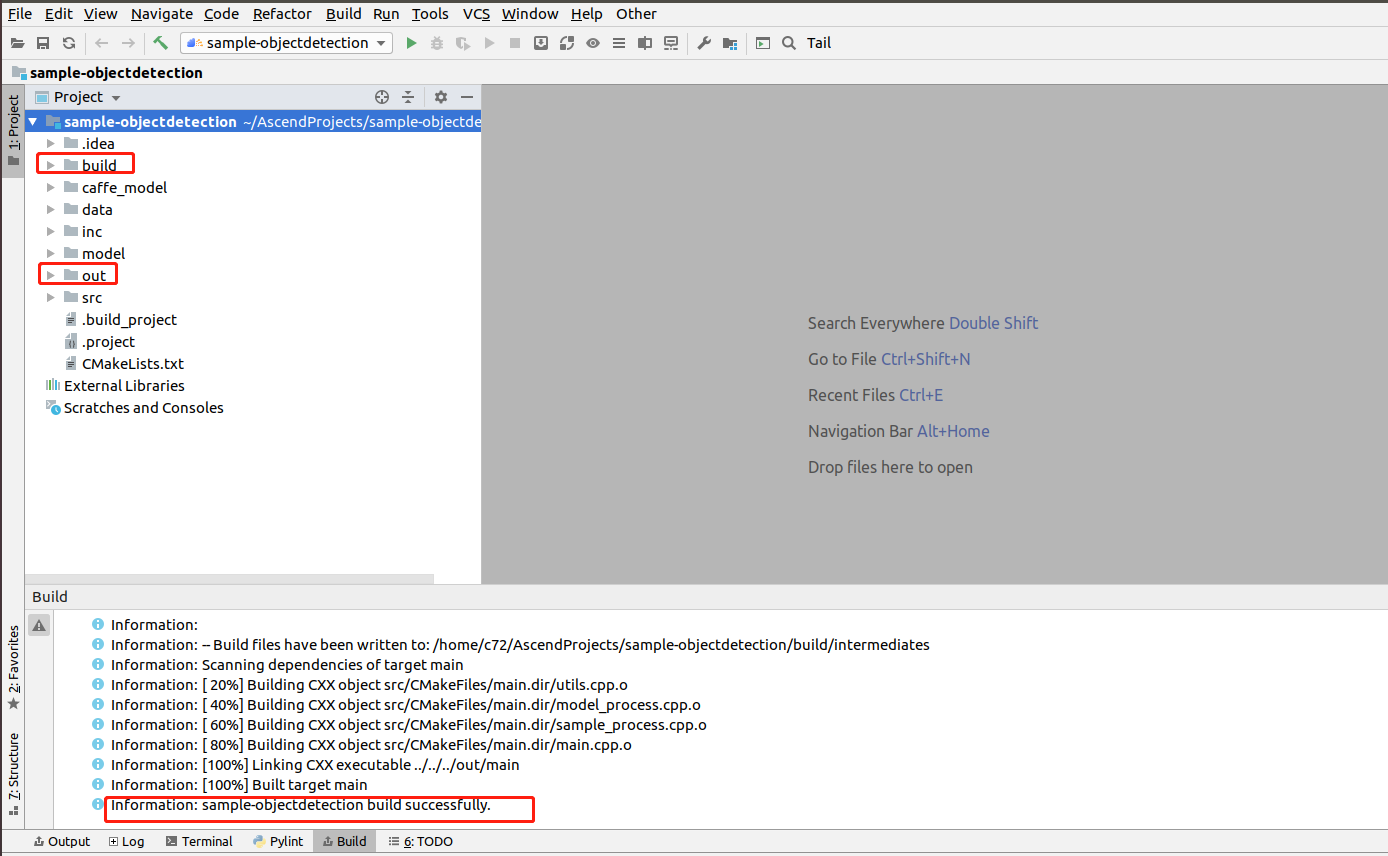 File Edit View Navigate Code Refactor Build Run Tools VCS Window Help Other
sample-objectdetection Tail
sample-objectdetection
1: Project
Project
sample-objectdetection ~/AscendProjects/sample-objectde
.idea
build
caffe_model
data
inc
model
out
src
.build_project
.project
CMakeLists.txt
External Libraries
Scratches and Consoles
Search Everywhere Double Shift
Go to File Ctrl+Shift+N
Recent Files Ctrl+E
Navigation Bar Alt+Home
Drop files here to open
2: Favorites
7: Structure
Build
Information:
Information: -- Build files have been written to: /home/c72/AscendProjects/sample-objectdetection/build/intermediates
Information: Scanning dependencies of target main
Information: [ 20%] Building CXX object src/CMakeFiles/main.dir/utils.cpp.o
Information: [ 40%] Building CXX object src/CMakeFiles/main.dir/model_process.cpp.o
Information: [ 60%] Building CXX object src/CMakeFiles/main.dir/sample_process.cpp.o
Information: [ 80%] Building CXX object src/CMakeFiles/main.dir/main.cpp.o
Information: [100%] Linking CXX executable ../../../out/main
Information: [100%] Built target main
Information: sample-objectdetection build successfully.
Output Log Terminal Pylint Build 6: TODO